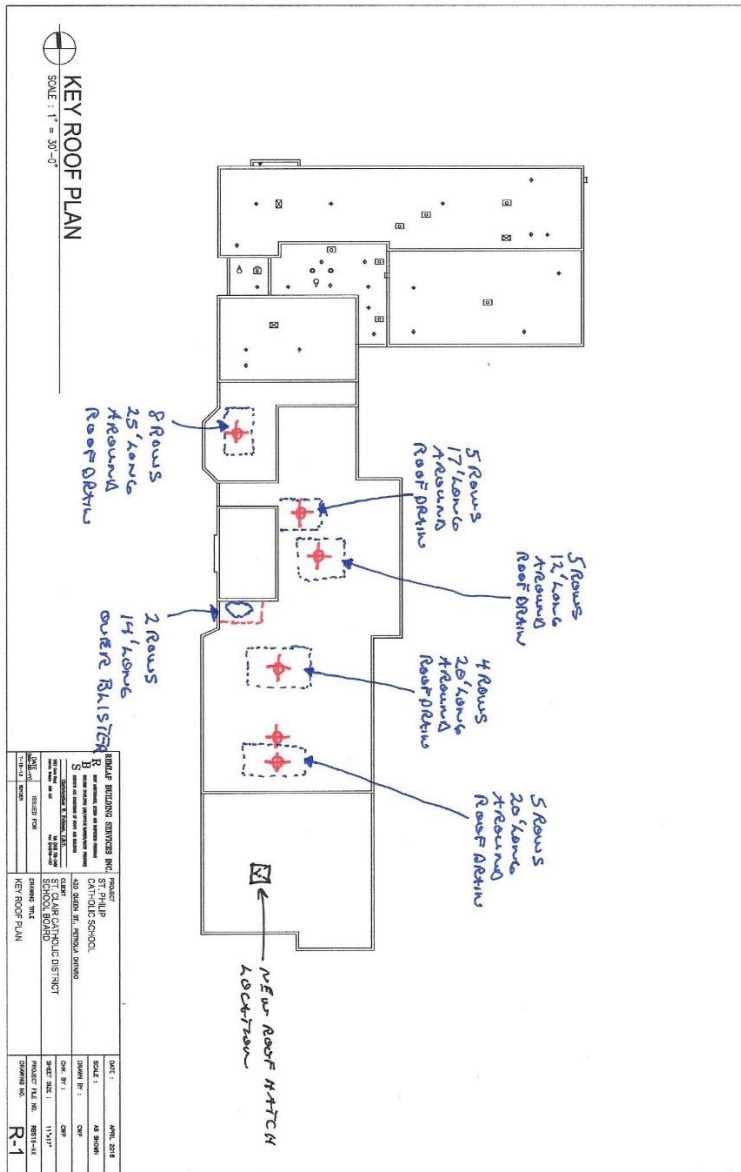 KEY ROOF PLAN
SCALE : 1" = 30'-0"
8 ROWS
25' LONG
AROUND
ROOF DRAIN
5 ROWS
17' LONG
AROUND
ROOF DRAIN
5 ROWS
12' LONG
AROUND
ROOF DRAIN
2 ROWS
14' LONG
OVER BLISTER
4 ROWS
20' LONG
AROUND
ROOF DRAIN
5 ROWS
20' LONG
AROUND
ROOF DRAIN
NEW ROOF HATCH
LOCATION
R
B
S
BUILDING SERVICES INC.
DATE
ISSUED FOR
PROJECT
ST. PHILIP
CATHOLIC SCHOOL
420 QUEEN ST., PETROLIA ONTARIO
CLIENT
ST. CLAIR CATHOLIC DISTRICT
SCHOOL BOARD
DRAWING TITLE
KEY ROOF PLAN
DATE :
APRIL 2018
SCALE :
AS SHOWN
DRAWN BY :
CWP
CHK. BY :
CWP
SHEET SIZE :
11"x17"
PROJECT FILE NO.
DRAWING NO.
R-1